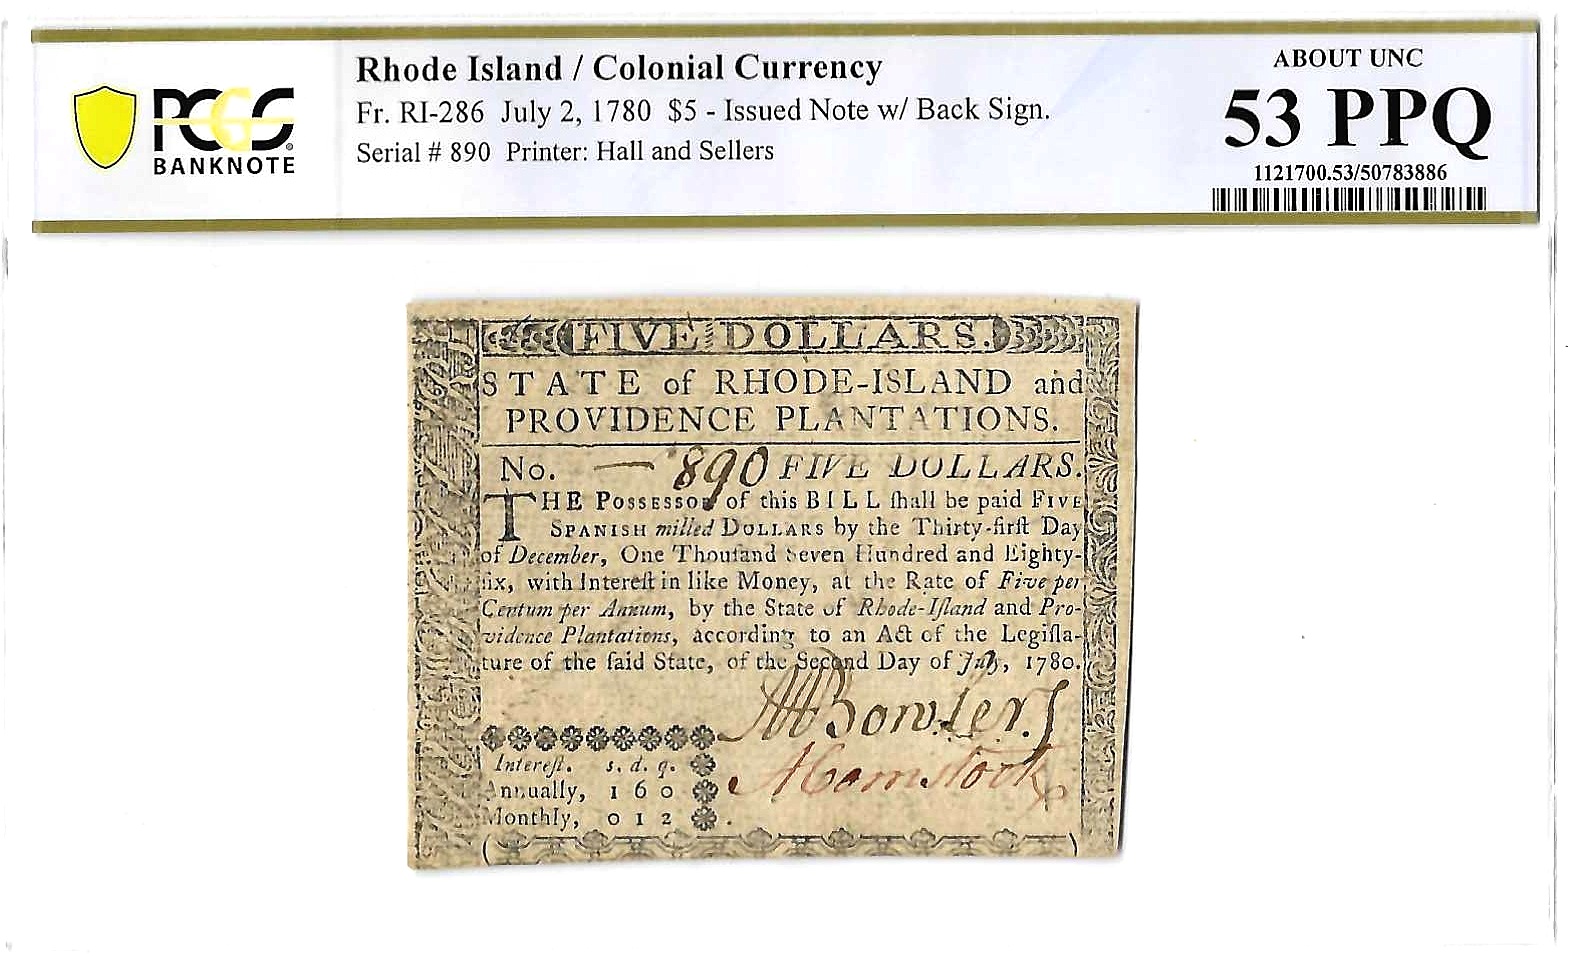 Rhode Island / Colonial Currency
Fr. RI-286 July 2, 1780 $5 - Issued Note w/ Back Sign.
Serial # 890 Printer: Hall and Sellers
PCGS
BANKNOTE
ABOUT UNC
53 PPQ
1121700.53/50783886
FIVE DOLLARS.
STATE of RHODE-ISLAND and
PROVIDENCE PLANTATIONS.
No. — 890 FIVE DOLLARS.
THE POSSESSOR of this BILL ſhall be paid FIVE
SPANISH milled DOLLARS by the Thirty-firſt Day
of December, One Thouſand Seven Hundred and Eighty-
ſix, with Intereſt in like Money, at the Rate of Five per
Centum per Annum, by the State of Rhode-Iſland and Pro-
vidence Plantations, according to an Act of the Legiſla-
ture of the ſaid State, of the Second Day of July, 1780.
Bowler
Intereſt. s. d. q.
A Comstock
Annually, 1 6 0
Monthly, 0 1 2